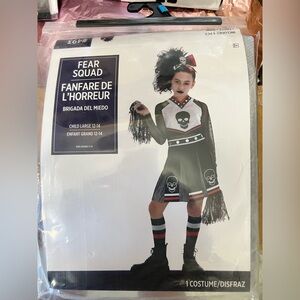 FEAR
SQUAD
FANFARE DE
L'HORREUR
BRIGADA DEL MIEDO
CHILD LARGE 12-14
ENFANT GRAND 12-14
1 COSTUME/DISFRAZ